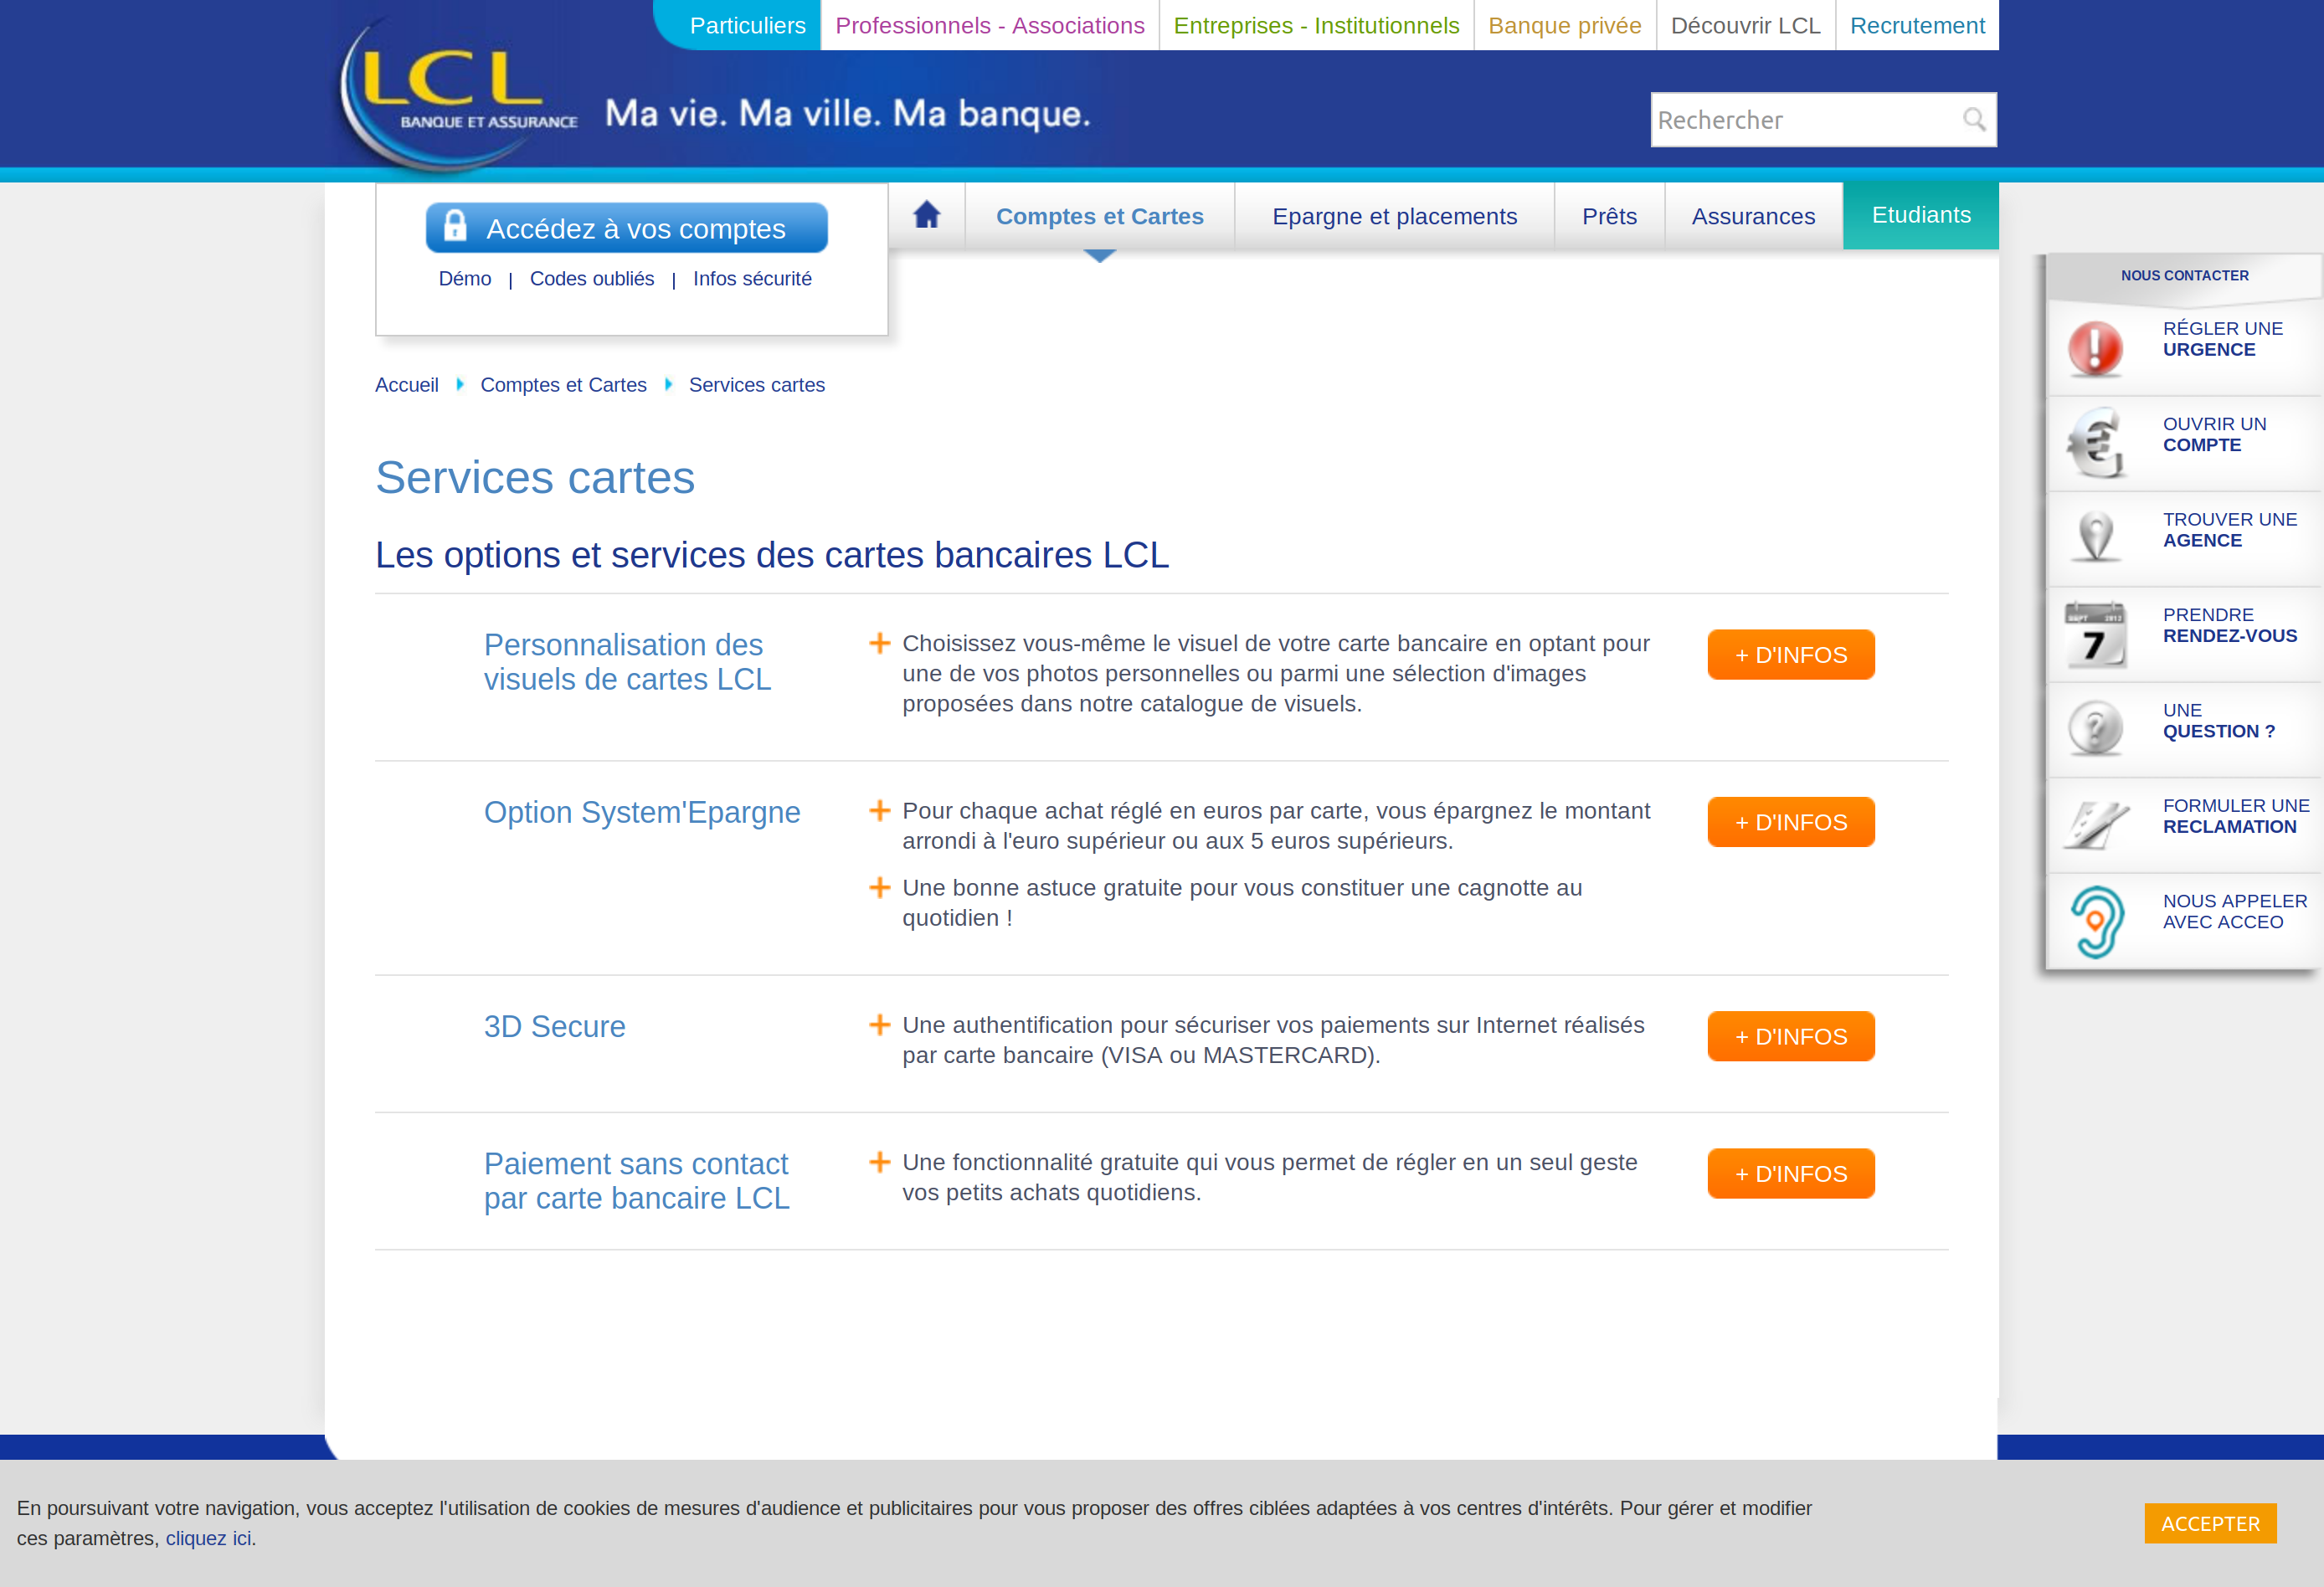 Particuliers
Professionnels - Associations
Entreprises - Institutionnels
Banque privée
Découvrir LCL
Recrutement
LCL
BANQUE ET ASSURANCE
Ma vie. Ma ville. Ma banque.
Rechercher
Accédez à vos comptes
Démo | Codes oubliés | Infos sécurité
Comptes et Cartes
Epargne et placements
Prêts
Assurances
Etudiants
Accueil
Comptes et Cartes
Services cartes
Services cartes
Les options et services des cartes bancaires LCL
Personnalisation des
visuels de cartes LCL
Choisissez vous-même le visuel de votre carte bancaire en optant pour
une de vos photos personnelles ou parmi une sélection d'images
proposées dans notre catalogue de visuels.
+ D'INFOS
Option System'Epargne
Pour chaque achat réglé en euros par carte, vous épargnez le montant
arrondi à l'euro supérieur ou aux 5 euros supérieurs.
Une bonne astuce gratuite pour vous constituer une cagnotte au
quotidien !
+ D'INFOS
3D Secure
Une authentification pour sécuriser vos paiements sur Internet réalisés
par carte bancaire (VISA ou MASTERCARD).
+ D'INFOS
Paiement sans contact
par carte bancaire LCL
Une fonctionnalité gratuite qui vous permet de régler en un seul geste
vos petits achats quotidiens.
+ D'INFOS
NOUS CONTACTER
RÉGLER UNE
URGENCE
OUVRIR UN
COMPTE
TROUVER UNE
AGENCE
SEPT 2012
7
PRENDRE
RENDEZ-VOUS
UNE
QUESTION ?
FORMULER UNE
RECLAMATION
NOUS APPELER
AVEC ACCEO
En poursuivant votre navigation, vous acceptez l'utilisation de cookies de mesures d'audience et publicitaires pour vous proposer des offres ciblées adaptées à vos centres d'intérêts. Pour gérer et modifier
ces paramètres, cliquez ici.
ACCEPTER